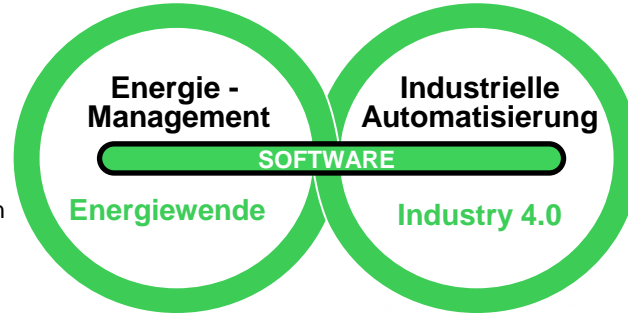 Energie -
Management
Industrielle
Automatisierung
SOFTWARE
Energiewende
Industry 4.0